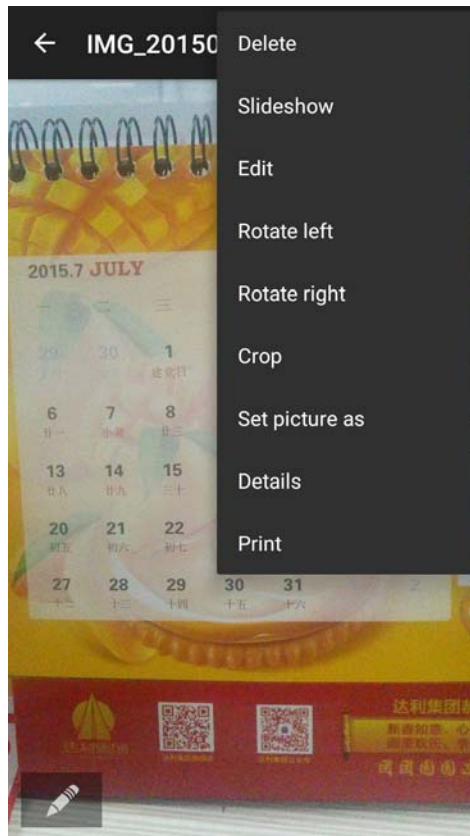 IMG_20150
Delete
Slideshow
Edit
Rotate left
Rotate right
Crop
Set picture as
Details
Print
2015.7 JULY
一 二 三
29 30 1
建党日
6 7 8
廿一 小暑 廿三
13 14 15
廿八 廿九 三十
20 21 22
初五 初六 初七
27 28 29 30 31 2
十二 十三 十四 十五 十六
达利集团